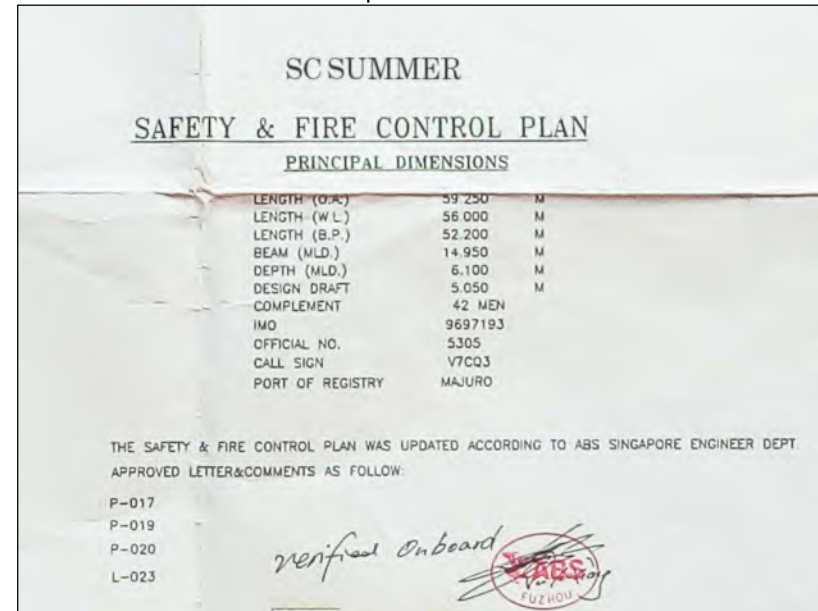 SC SUMMER
SAFETY & FIRE CONTROL PLAN
PRINCIPAL DIMENSIONS
LENGTH (O.A.) 59.250 M
LENGTH (W.L.) 56.000 M
LENGTH (B.P.) 52.200 M
BEAM (MLD.) 14.950 M
DEPTH (MLD.) 6.100 M
DESIGN DRAFT 5.050 M
COMPLEMENT 42 MEN
IMO 9697193
OFFICIAL NO. 5305
CALL SIGN V7CQ3
PORT OF REGISTRY MAJURO
THE SAFETY & FIRE CONTROL PLAN WAS UPDATED ACCORDING TO ABS SINGAPORE ENGINEER DEPT
APPROVED LETTER&COMMENTS AS FOLLOW:
P-017
P-019
P-020
L-023
verified Onboard
ABS
FUZHOU